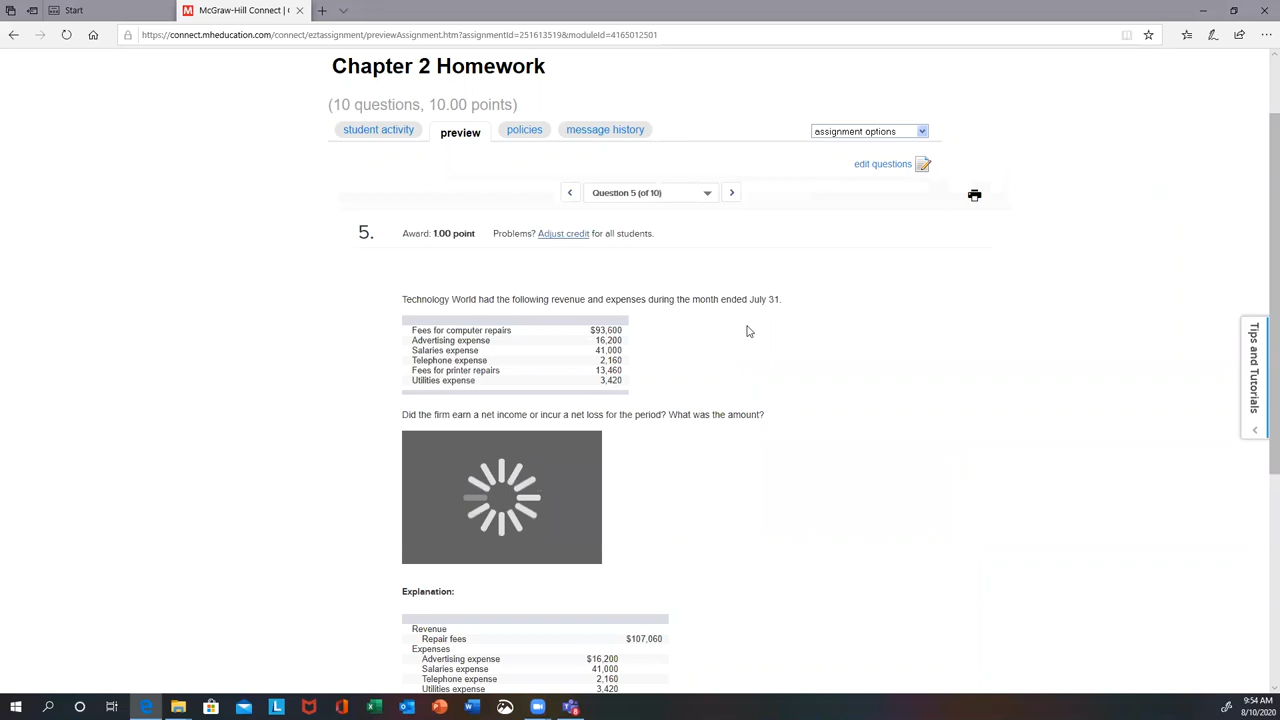 Start
McGraw-Hill Connect | C
https://connect.mheducation.com/connect/eztassignment/previewAssignment.htm?assignmentId=251613519&moduleId=4165012501
Chapter 2 Homework
(10 questions, 10.00 points)
student activity
preview
policies
message history
assignment options
edit questions
Question 5 (of 10)
5.
Award: 1.00 point
Problems? Adjust credit for all students.
Technology World had the following revenue and expenses during the month ended July 31.
Fees for computer repairs $93,600
Advertising expense 16,200
Salaries expense 41,000
Telephone expense 2,160
Fees for printer repairs 13,460
Utilities expense 3,420
Did the firm earn a net income or incur a net loss for the period? What was the amount?
Explanation:
Revenue
Repair fees $107,060
Expenses
Advertising expense $16,200
Salaries expense 41,000
Telephone expense 2,160
Utilities expense 3,420
Tips and Tutorials
9:54 AM
8/10/2020